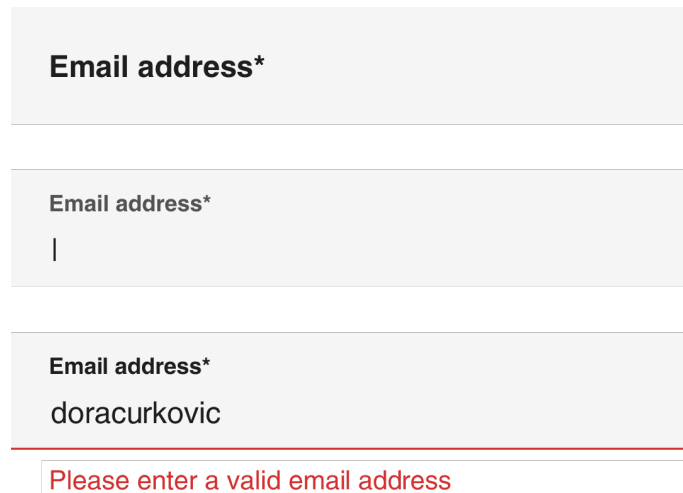 Email address*
Email address*
Email address*
doracurkovic
Please enter a valid email address